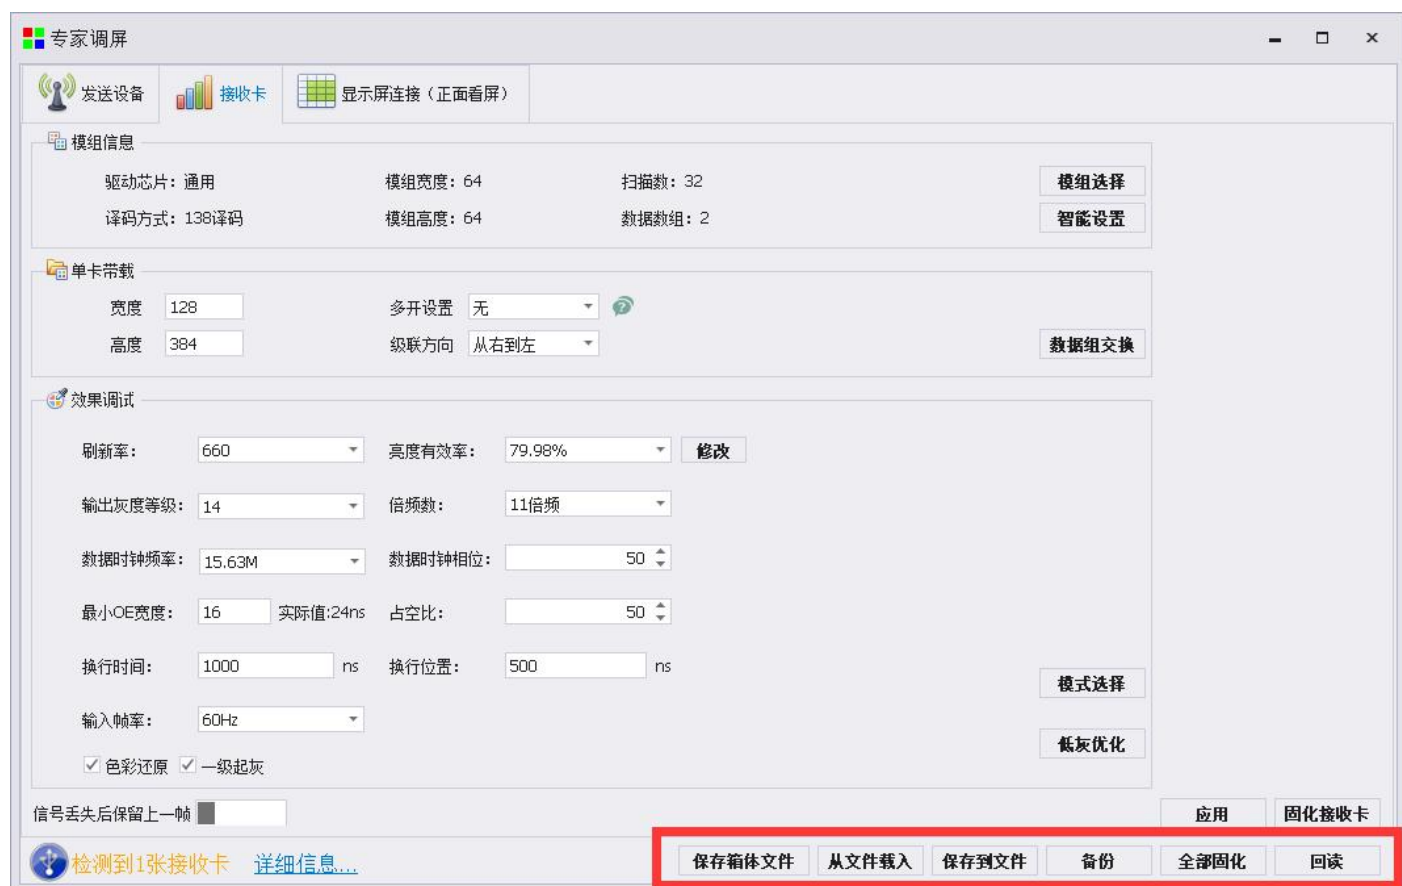 专家调屏
发送设备 接收卡 显示屏连接（正面看屏）
模组信息
驱动芯片：通用 模组宽度：64 扫描数：32 模组选择
译码方式：138译码 模组高度：64 数据数组：2 智能设置
单卡带载
宽度 128 多开设置 无
高度 384 级联方向 从右到左 数据组交换
效果调试
刷新率： 660 亮度有效率： 79.98% 修改
输出灰度等级： 14 倍频数： 11倍频
数据时钟频率： 15.63M 数据时钟相位： 50
最小OE宽度： 16 实际值:24ns 占空比： 50
换行时间： 1000 ns 换行位置： 500 ns
模式选择
输入帧率： 60Hz
低灰优化
色彩还原 一级起灰
信号丢失后保留上一帧 应用 固化接收卡
检测到1张接收卡 详细信息... 保存箱体文件 从文件载入 保存到文件 备份 全部固化 回读